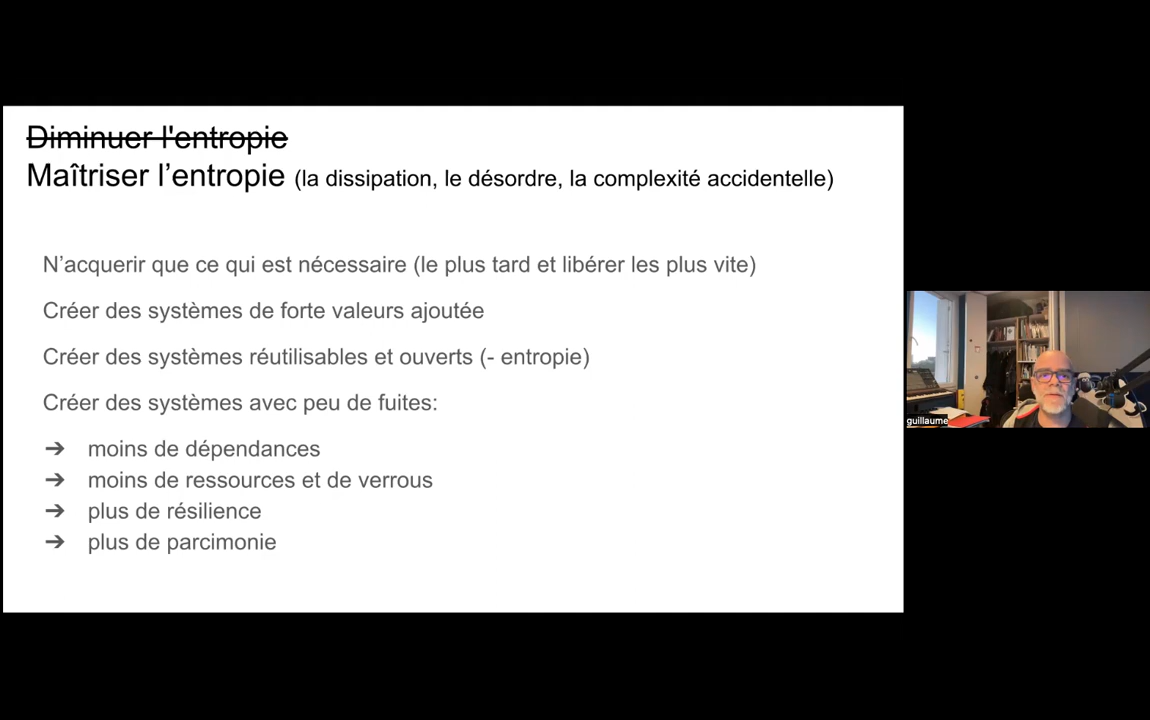 Diminuer l'entropie
Maîtriser l’entropie (la dissipation, le désordre, la complexité accidentelle)
N’acquerir que ce qui est nécessaire (le plus tard et libérer les plus vite)
Créer des systèmes de forte valeurs ajoutée
Créer des systèmes réutilisables et ouverts (- entropie)
Créer des systèmes avec peu de fuites:
➔ moins de dépendances
➔ moins de ressources et de verrous
➔ plus de résilience
➔ plus de parcimonie
guillaume